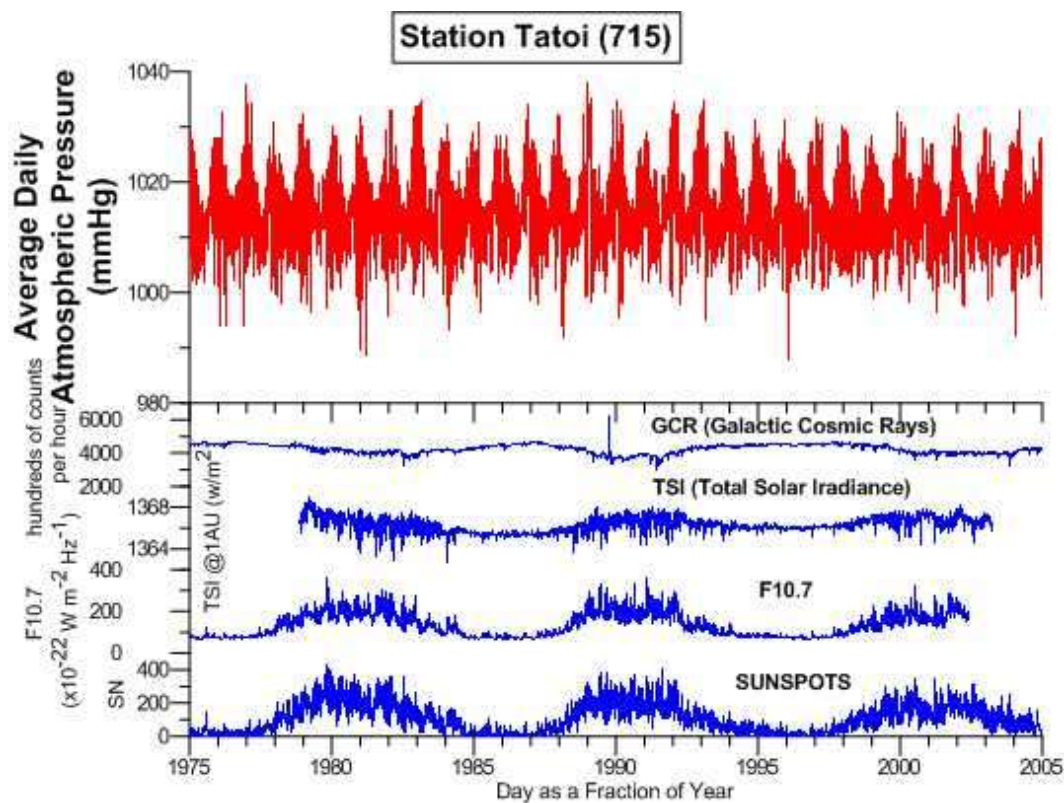 Station Tatoi (715)
Average Daily
Atmospheric Pressure
(mmHg)
1040
1020
1000
980
hundreds of counts
per hour
6000
4000
2000
GCR (Galactic Cosmic Rays)
TSI @1AU (w/m²)
1368
1364
TSI (Total Solar Irradiance)
F10.7
(x10⁻²² W m⁻² Hz⁻¹)
400
200
0
F10.7
SN
400
200
0
SUNSPOTS
1975 1980 1985 1990 1995 2000 2005
Day as a Fraction of Year